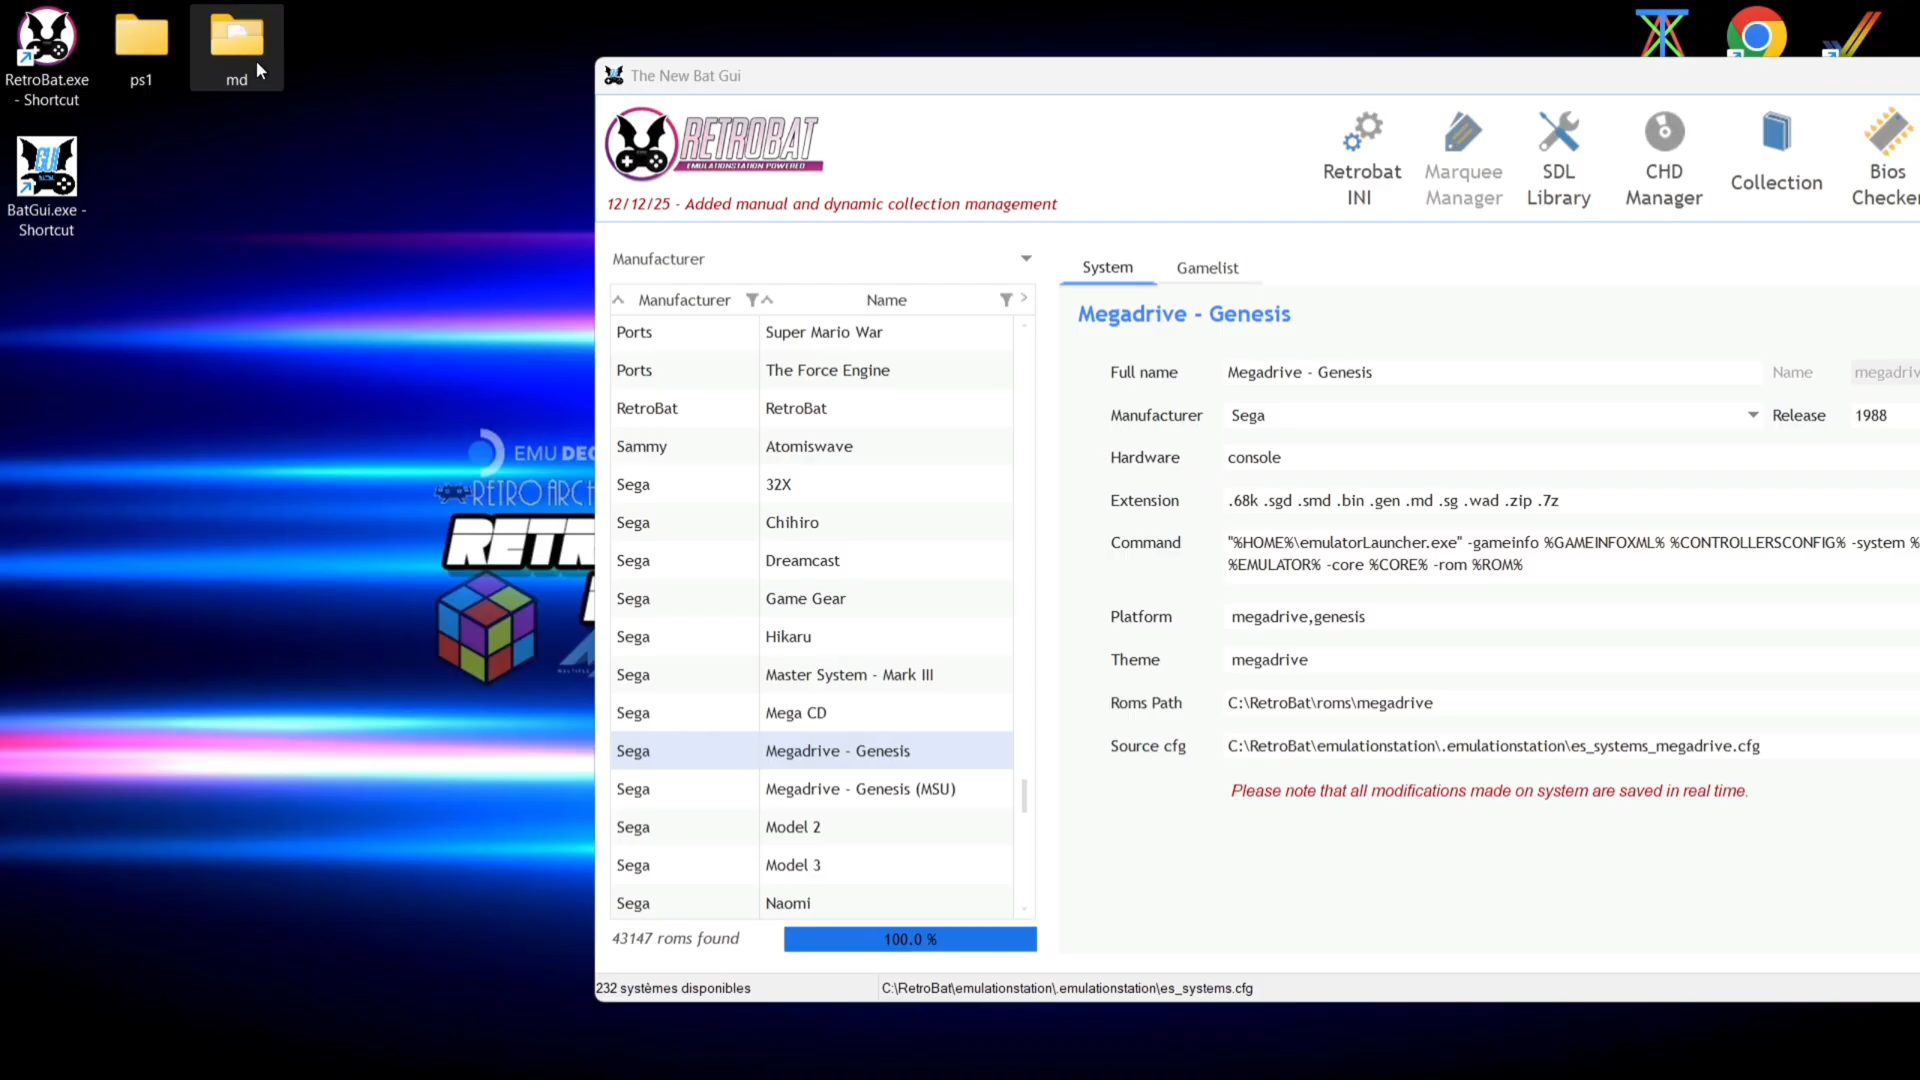 RetroBat.exe
- Shortcut
ps1
md
BatGui.exe -
Shortcut
EMU DEC
RETROARCH
RETR
The New Bat Gui
RETROBAT
EMULATIONSTATION POWERED
12/12/25 - Added manual and dynamic collection management
Retrobat
INI
Marquee
Manager
SDL
Library
CHD
Manager
Collection
Bios
Checker
Manufacturer
Manufacturer Name
Ports Super Mario War
Ports The Force Engine
RetroBat RetroBat
Sammy Atomiswave
Sega 32X
Sega Chihiro
Sega Dreamcast
Sega Game Gear
Sega Hikaru
Sega Master System - Mark III
Sega Mega CD
Sega Megadrive - Genesis
Sega Megadrive - Genesis (MSU)
Sega Model 2
Sega Model 3
Sega Naomi
43147 roms found 100.0 %
System Gamelist
Megadrive - Genesis
Full name Megadrive - Genesis Name megadriv
Manufacturer Sega Release 1988
Hardware console
Extension .68k .sgd .smd .bin .gen .md .sg .wad .zip .7z
Command "%HOME%\emulatorLauncher.exe" -gameinfo %GAMEINFOXML% %CONTROLLERSCONFIG% -system %
%EMULATOR% -core %CORE% -rom %ROM%
Platform megadrive,genesis
Theme megadrive
Roms Path C:\RetroBat\roms\megadrive
Source cfg C:\RetroBat\emulationstation\.emulationstation\es_systems_megadrive.cfg
Please note that all modifications made on system are saved in real time.
232 systèmes disponibles C:\RetroBat\emulationstation\.emulationstation\es_systems.cfg